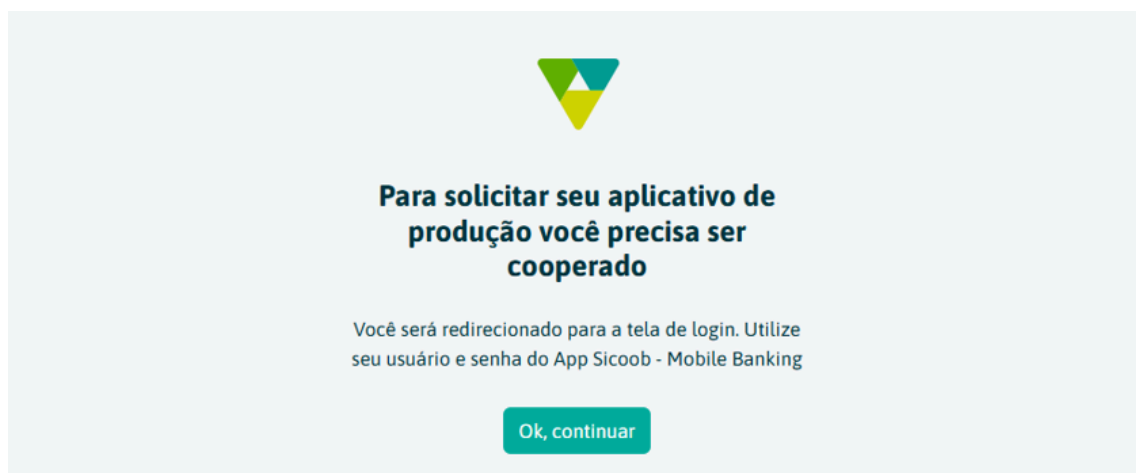 Para solicitar seu aplicativo de
produção você precisa ser
cooperado
Você será redirecionado para a tela de login. Utilize
seu usuário e senha do App Sicoob - Mobile Banking
Ok, continuar